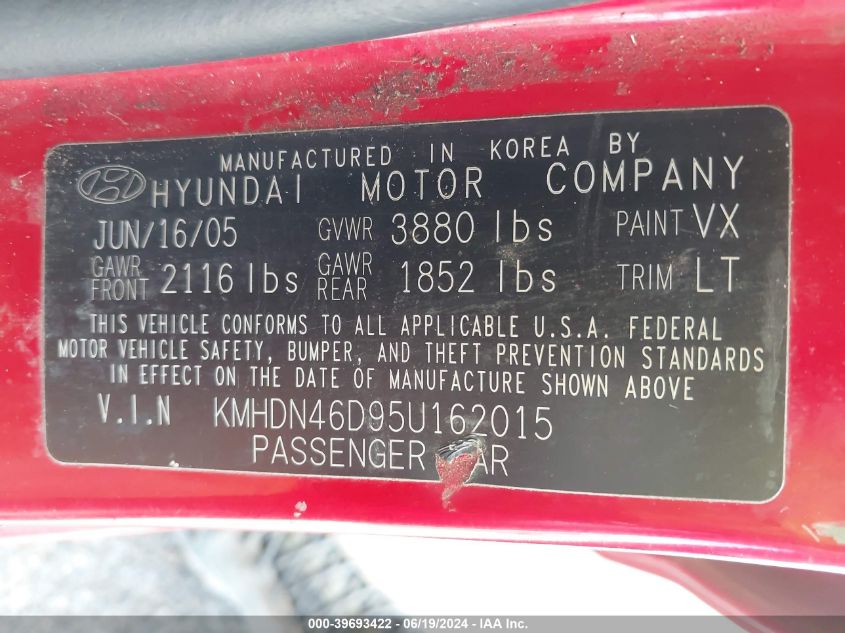 MANUFACTURED IN KOREA BY
HYUNDAI MOTOR COMPANY
JUN/16/05 GVWR 3880 lbs PAINT VX
GAWR FRONT 2116 lbs GAWR REAR 1852 lbs TRIM LT
THIS VEHICLE CONFORMS TO ALL APPLICABLE U.S.A. FEDERAL
MOTOR VEHICLE SAFETY, BUMPER, AND THEFT PREVENTION STANDARDS
IN EFFECT ON THE DATE OF MANUFACTURE SHOWN ABOVE
V.I.N KMHDN46D95U162015
PASSENGER AR
000-39693422 - 06/19/2024 - IAA Inc.